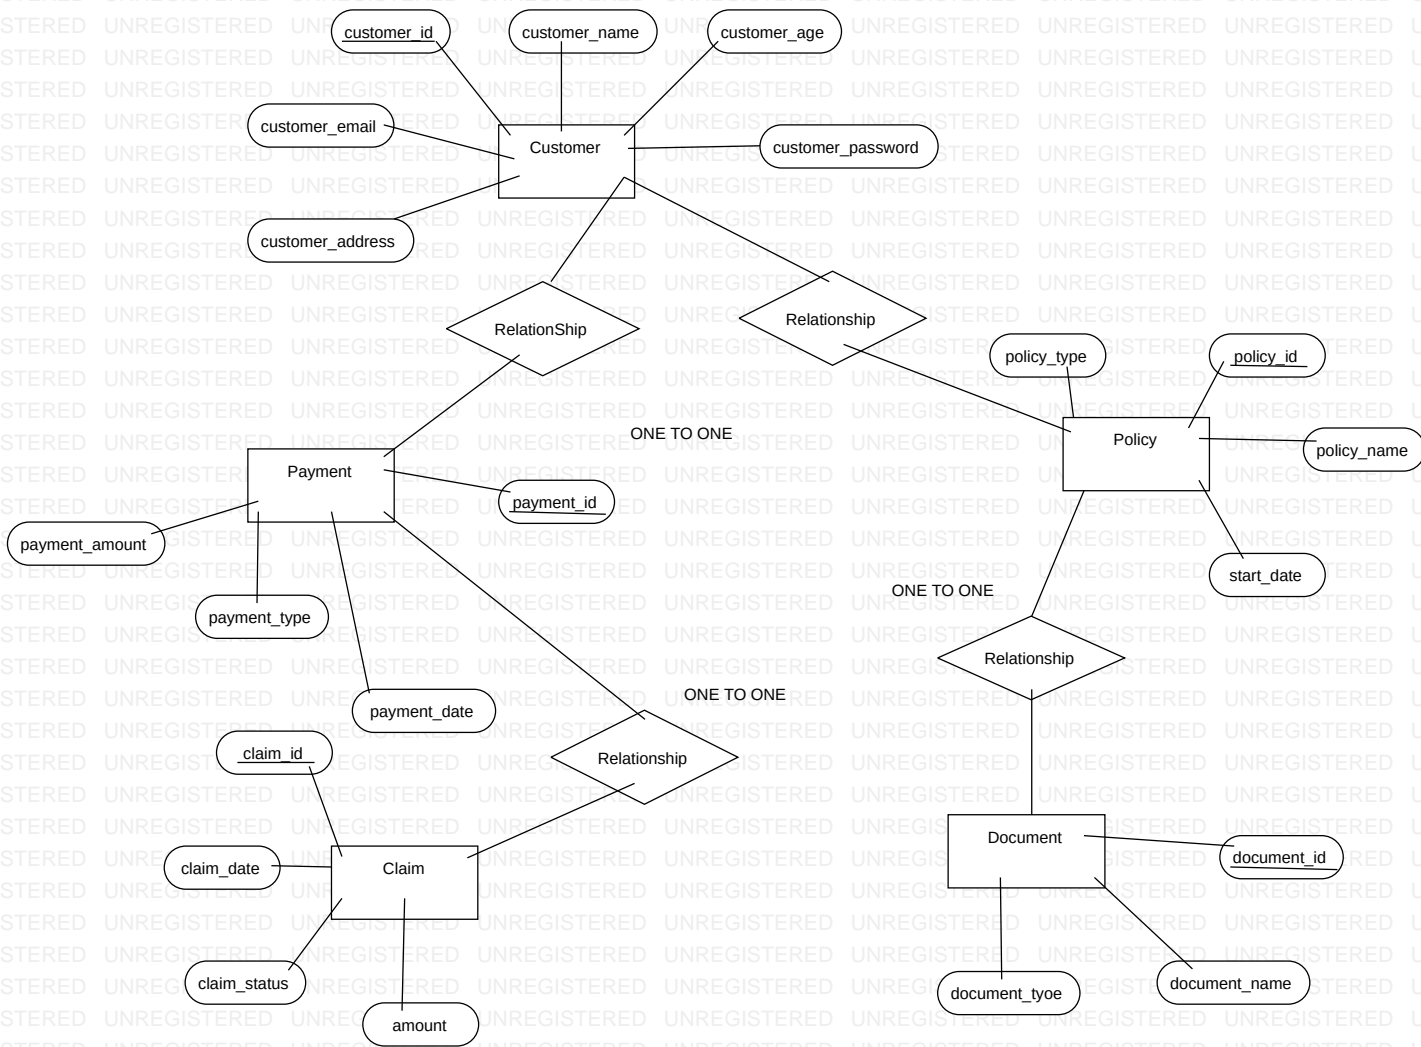 customer_id
customer_name
customer_age
customer_email
Customer
customer_password
customer_address
RelationShip
Relationship
policy_type
policy_id
ONE TO ONE
Policy
policy_name
Payment
payment_id
payment_amount
start_date
ONE TO ONE
payment_type
Relationship
ONE TO ONE
payment_date
claim_id
Relationship
Document
document_id
claim_date
Claim
claim_status
document_name
document_tyoe
amount
UNREGISTERED